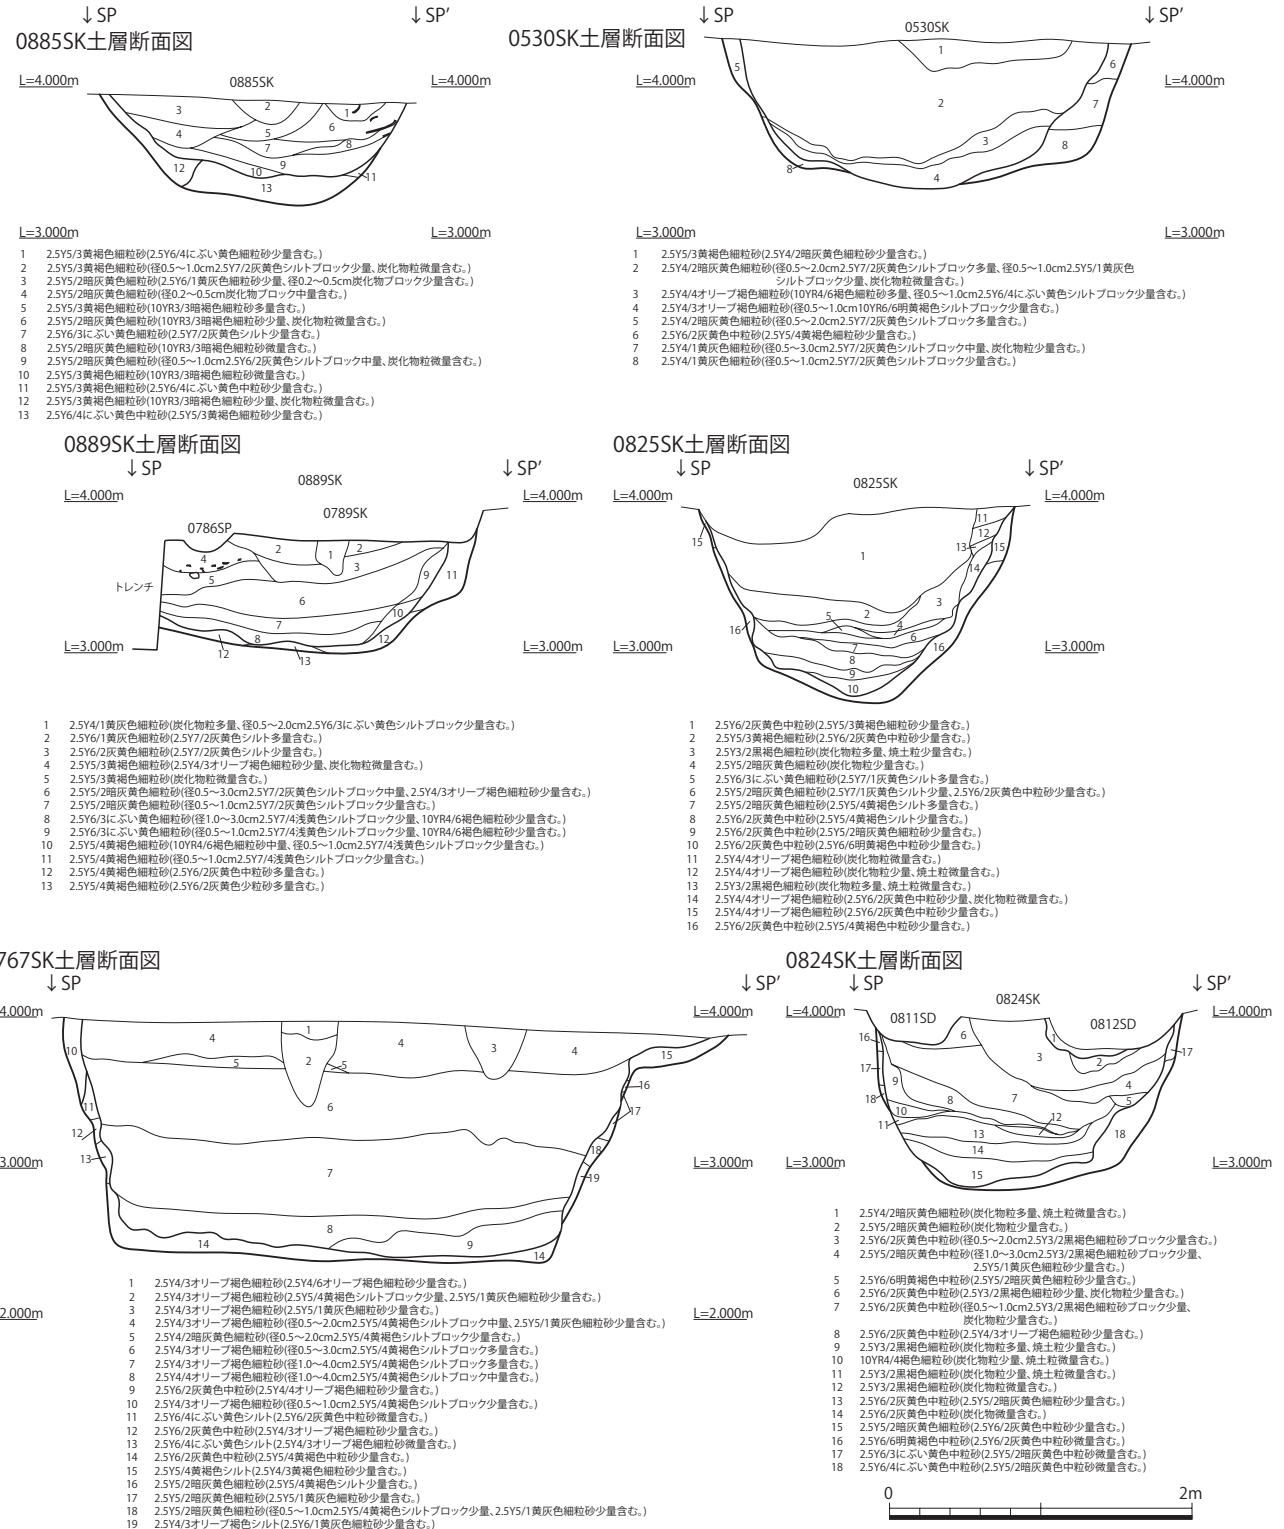 ↓SP ↓SP’
0885SK土層断面図
L=4.000m 0885SK L=4.000m
3 2 1 4 5 6 7 8 12 9 10 11 13
L=3.000m L=3.000m
1 2.5Y5/3黄褐色細粒砂(2.5Y6/4にぶい黄色細粒砂少量含む。)
2 2.5Y5/3黄褐色細粒砂(径0.5～1.0cm2.5Y7/2灰黄色シルトブロック少量、炭化物粒微量含む。)
3 2.5Y5/2暗灰黄色細粒砂(2.5Y6/1黄灰色細粒砂少量、径0.2～0.5cm炭化物ブロック少量含む。)
4 2.5Y5/2暗灰黄色細粒砂(径0.2～0.5cm炭化物ブロック中量含む。)
5 2.5Y5/3黄褐色細粒砂(10YR3/3暗褐色細粒砂多量含む。)
6 2.5Y5/2暗灰黄色細粒砂(10YR3/3暗褐色細粒砂少量、炭化物粒微量含む。)
7 2.5Y6/3にぶい黄色細粒砂(2.5Y7/2灰黄色シルト少量含む。)
8 2.5Y5/2暗灰黄色細粒砂(10YR3/3暗褐色細粒砂微量含む。)
9 2.5Y5/2暗灰黄色細粒砂(径0.5～1.0cm2.5Y6/2灰黄色シルトブロック中量、炭化物粒微量含む。)
10 2.5Y5/3黄褐色細粒砂(10YR3/3暗褐色細粒砂微量含む。)
11 2.5Y5/3黄褐色細粒砂(2.5Y6/4にぶい黄色中粒砂少量含む。)
12 2.5Y5/3黄褐色細粒砂(10YR3/3暗褐色細粒砂少量、炭化物粒微量含む。)
13 2.5Y6/4にぶい黄色中粒砂(2.5Y5/3黄褐色細粒砂少量含む。)
↓SP ↓SP’
0530SK土層断面図
0530SK
L=4.000m L=4.000m
1 5 6 2 7 3 8 8 4
L=3.000m L=3.000m
1 2.5Y5/3黄褐色細粒砂(2.5Y4/2暗灰黄色細粒砂少量含む。)
2 2.5Y4/2暗灰黄色細粒砂(径0.5～2.0cm2.5Y7/2灰黄色シルトブロック多量、径0.5～1.0cm2.5Y5/1黄灰色
シルトブロック少量、炭化物粒微量含む。)
3 2.5Y4/4オリーブ褐色細粒砂(10YR4/6褐色細粒砂多量、径0.5～1.0cm2.5Y6/4にぶい黄色シルトブロック少量含む。)
4 2.5Y4/3オリーブ褐色細粒砂(径0.5～1.0cm10YR6/6明黄褐色シルトブロック少量含む。)
5 2.5Y4/2暗灰黄色細粒砂(径0.5～2.0cm2.5Y7/2灰黄色シルトブロック多量含む。)
6 2.5Y6/2灰黄色中粒砂(2.5Y5/4黄褐色細粒砂少量含む。)
7 2.5Y4/1黄灰色細粒砂(径0.5～3.0cm2.5Y7/2灰黄色シルトブロック中量、炭化物粒少量含む。)
8 2.5Y4/1黄灰色細粒砂(径0.5～1.0cm2.5Y7/2灰黄色シルトブロック少量含む。)
0889SK土層断面図
↓SP ↓SP’
0889SK
L=4.000m L=4.000m
0789SK
0786SP
トレンチ
2 1 2 4 3 5 9 11 6 10 7 8 12 12 13
L=3.000m L=3.000m
1 2.5Y4/1黄灰色細粒砂(炭化物粒多量、径0.5～2.0cm2.5Y6/3にぶい黄色シルトブロック少量含む。)
2 2.5Y6/1黄灰色細粒砂(2.5Y7/2灰黄色シルト多量含む。)
3 2.5Y6/2灰黄色細粒砂(2.5Y7/2灰黄色シルト少量含む。)
4 2.5Y5/3黄褐色細粒砂(2.5Y4/3オリーブ褐色細粒砂少量、炭化物粒微量含む。)
5 2.5Y5/3黄褐色細粒砂(炭化物粒微量含む。)
6 2.5Y5/2暗灰黄色細粒砂(径0.5～3.0cm2.5Y7/2灰黄色シルトブロック中量、2.5Y4/3オリーブ褐色細粒砂少量含む。)
7 2.5Y5/2暗灰黄色細粒砂(径0.5～1.0cm2.5Y7/2灰黄色シルトブロック少量含む。)
8 2.5Y6/3にぶい黄色細粒砂(径1.0～3.0cm2.5Y7/4浅黄色シルトブロック少量、10YR4/6褐色細粒砂少量含む。)
9 2.5Y6/3にぶい黄色細粒砂(径0.5～1.0cm2.5Y7/4浅黄色シルトブロック少量、10YR4/6褐色細粒砂少量含む。)
10 2.5Y5/4黄褐色細粒砂(10YR4/6褐色細粒砂中量、径0.5～1.0cm2.5Y7/4浅黄色シルトブロック少量含む。)
11 2.5Y5/4黄褐色細粒砂(径0.5～1.0cm2.5Y7/4浅黄色シルトブロック少量含む。)
12 2.5Y5/4黄褐色細粒砂(2.5Y6/2灰黄色中粒砂多量含む。)
13 2.5Y5/4黄褐色細粒砂(2.5Y6/2灰黄色少粒砂多量含む。)
0825SK土層断面図
↓SP ↓SP’
0825SK
L=4.000m L=4.000m
11 12 15 13 15 1 14 3 2 5 4 16 6 7 16 8 9 10
L=3.000m L=3.000m
1 2.5Y6/2灰黄色中粒砂(2.5Y5/3黄褐色細粒砂少量含む。)
2 2.5Y5/3黄褐色細粒砂(2.5Y6/2灰黄色中粒砂少量含む。)
3 2.5Y3/2黒褐色細粒砂(炭化物粒多量、焼土粒少量含む。)
4 2.5Y5/2暗灰黄色細粒砂(炭化物粒少量含む。)
5 2.5Y6/3にぶい黄色細粒砂(2.5Y7/1灰黄色シルト多量含む。)
6 2.5Y5/2暗灰黄色細粒砂(2.5Y7/1灰黄色シルト少量、2.5Y6/2灰黄色中粒砂少量含む。)
7 2.5Y5/2暗灰黄色細粒砂(2.5Y5/4黄褐色シルト多量含む。)
8 2.5Y6/2灰黄色中粒砂(2.5Y5/4黄褐色シルト少量含む。)
9 2.5Y6/2灰黄色中粒砂(2.5Y5/2暗灰黄色細粒砂少量含む。)
10 2.5Y6/2灰黄色中粒砂(2.5Y6/6明黄褐色中粒砂少量含む。)
11 2.5Y4/4オリーブ褐色細粒砂(炭化物粒微量含む。)
12 2.5Y4/4オリーブ褐色細粒砂(炭化物粒少量、焼土粒微量含む。)
13 2.5Y3/2黒褐色細粒砂(炭化物粒多量、焼土粒微量含む。)
14 2.5Y4/4オリーブ褐色細粒砂(2.5Y6/2灰黄色中粒砂少量、炭化物粒微量含む。)
15 2.5Y4/4オリーブ褐色細粒砂(2.5Y6/2灰黄色中粒砂少量含む。)
16 2.5Y6/2灰黄色中粒砂(2.5Y5/4黄褐色中粒砂少量含む。)
767SK土層断面図
↓SP ↓SP’
4.000m L=4.000m
1 4 4 3 4 10 5 2 5 15 16 11 6 17 12 18 13 7 19 8 14 9 14
3.000m L=3.000m
2.000m L=2.000m
1 2.5Y4/3オリーブ褐色細粒砂(2.5Y4/6オリーブ褐色細粒砂少量含む。)
2 2.5Y4/3オリーブ褐色細粒砂(2.5Y5/4黄褐色シルトブロック少量、2.5Y5/1黄灰色細粒砂少量含む。)
3 2.5Y4/3オリーブ褐色細粒砂(2.5Y5/1黄灰色細粒砂少量含む。)
4 2.5Y4/3オリーブ褐色細粒砂(径0.5～2.0cm2.5Y5/4黄褐色シルトブロック中量、2.5Y5/1黄灰色細粒砂少量含む。)
5 2.5Y4/2暗灰黄色細粒砂(径0.5～2.0cm2.5Y5/4黄褐色シルトブロック少量含む。)
6 2.5Y4/3オリーブ褐色細粒砂(径0.5～3.0cm2.5Y5/4黄褐色シルトブロック多量含む。)
7 2.5Y4/3オリーブ褐色細粒砂(径1.0～4.0cm2.5Y5/4黄褐色シルトブロック多量含む。)
8 2.5Y4/4オリーブ褐色細粒砂(径1.0～4.0cm2.5Y5/4黄褐色シルトブロック中量含む。)
9 2.5Y6/2灰黄色中粒砂(2.5Y4/4オリーブ褐色細粒砂少量含む。)
10 2.5Y4/3オリーブ褐色細粒砂(径0.5～1.0cm2.5Y5/4黄褐色シルトブロック少量含む。)
11 2.5Y6/4にぶい黄色シルト(2.5Y6/2灰黄色中粒砂微量含む。)
12 2.5Y6/2灰黄色中粒砂(2.5Y4/3オリーブ褐色細粒砂少量含む。)
13 2.5Y6/4にぶい黄色シルト(2.5Y4/3オリーブ褐色細粒砂微量含む。)
14 2.5Y6/2灰黄色中粒砂(2.5Y5/4黄褐色中粒砂少量含む。)
15 2.5Y5/4黄褐色シルト(2.5Y4/3黄褐色細粒砂少量含む。)
16 2.5Y5/2暗灰黄色細粒砂(2.5Y5/4黄褐色シルト少量含む。)
17 2.5Y5/2暗灰黄色細粒砂(2.5Y5/1黄灰色細粒砂少量含む。)
18 2.5Y5/2暗灰黄色細粒砂(径0.5～1.0cm2.5Y5/4黄褐色シルトブロック少量、2.5Y5/1黄灰色細粒砂少量含む。)
19 2.5Y4/3オリーブ褐色シルト(2.5Y6/1黄灰色細粒砂少量含む。)
0824SK土層断面図
↓SP ↓SP’
0824SK
L=4.000m L=4.000m
0811SD 0812SD
16 6 1 3 2 17 17 9 4 18 8 7 5 10 12 11 13 18 14 15
L=3.000m L=3.000m
1 2.5Y4/2暗灰黄色細粒砂(炭化物粒多量、焼土粒微量含む。)
2 2.5Y5/2暗灰黄色細粒砂(炭化物粒少量含む。)
3 2.5Y6/2灰黄色中粒砂(径0.5～2.0cm2.5Y3/2黒褐色細粒砂ブロック少量含む。)
4 2.5Y5/2暗灰黄色中粒砂(径1.0～3.0cm2.5Y3/2黒褐色細粒砂ブロック少量、
2.5Y5/1黄灰色細粒砂少量含む。)
5 2.5Y6/6明黄褐色中粒砂(2.5Y5/2暗灰黄色細粒砂少量含む。)
6 2.5Y6/2灰黄色中粒砂(2.5Y3/2黒褐色細粒砂少量、炭化物粒少量含む。)
7 2.5Y6/2灰黄色中粒砂(径0.5～1.0cm2.5Y3/2黒褐色細粒砂ブロック少量、
炭化物粒少量含む。)
8 2.5Y6/2灰黄色中粒砂(2.5Y4/3オリーブ褐色細粒砂少量含む。)
9 2.5Y3/2黒褐色細粒砂(炭化物粒多量、焼土粒少量含む。)
10 10YR4/4褐色細粒砂(炭化物粒少量、焼土粒微量含む。)
11 2.5Y3/2黒褐色細粒砂(炭化物粒少量、焼土粒微量含む。)
12 2.5Y3/2黒褐色細粒砂(炭化物粒微量含む。)
13 2.5Y6/2灰黄色中粒砂(2.5Y5/2暗灰黄色細粒砂少量含む。)
14 2.5Y6/2灰黄色中粒砂(炭化物微量含む。)
15 2.5Y5/2暗灰黄色細粒砂(2.5Y6/2灰黄色中粒砂少量含む。)
16 2.5Y6/6明黄褐色中粒砂(2.5Y6/2灰黄色中粒砂微量含む。)
17 2.5Y6/3にぶい黄色中粒砂(2.5Y5/2暗灰黄色中粒砂微量含む。)
18 2.5Y6/4にぶい黄色中粒砂(2.5Y5/2暗灰黄色中粒砂微量含む。)
0 2m